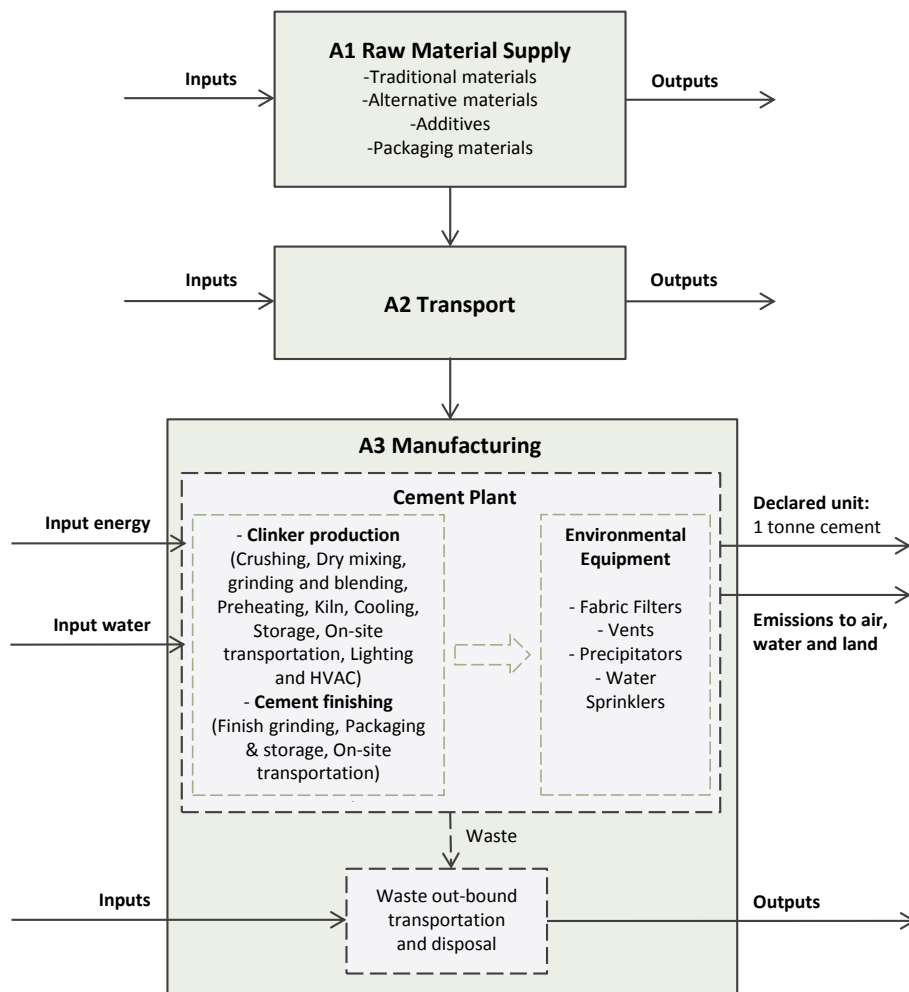 A1 Raw Material Supply
-Traditional materials
-Alternative materials
-Additives
-Packaging materials
Inputs
Outputs
Inputs
A2 Transport
Outputs
A3 Manufacturing
Cement Plant
Input energy
Input water
- Clinker production
(Crushing, Dry mixing,
grinding and blending,
Preheating, Kiln, Cooling,
Storage, On-site
transportation, Lighting
and HVAC)
- Cement finishing
(Finish grinding, Packaging
& storage, On-site
transportation)
Environmental
Equipment
- Fabric Filters
- Vents
- Precipitators
- Water
Sprinklers
Declared unit:
1 tonne cement
Emissions to air,
water and land
Waste
Inputs
Waste out-bound
transportation
and disposal
Outputs